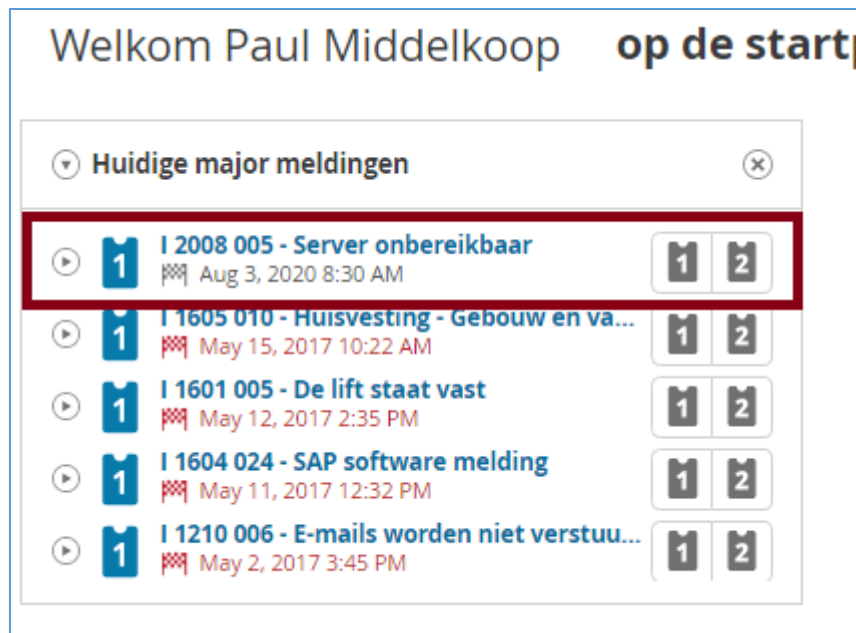 Welkom Paul Middelkoop op de start
Huidige major meldingen
1 I 2008 005 - Server onbereikbaar 1 2
Aug 3, 2020 8:30 AM
1 I 1605 010 - Huisvesting - Gebouw en va... 1 2
May 15, 2017 10:22 AM
1 I 1601 005 - De lift staat vast 1 2
May 12, 2017 2:35 PM
1 I 1604 024 - SAP software melding 1 2
May 11, 2017 12:32 PM
1 I 1210 006 - E-mails worden niet verstuu... 1 2
May 2, 2017 3:45 PM